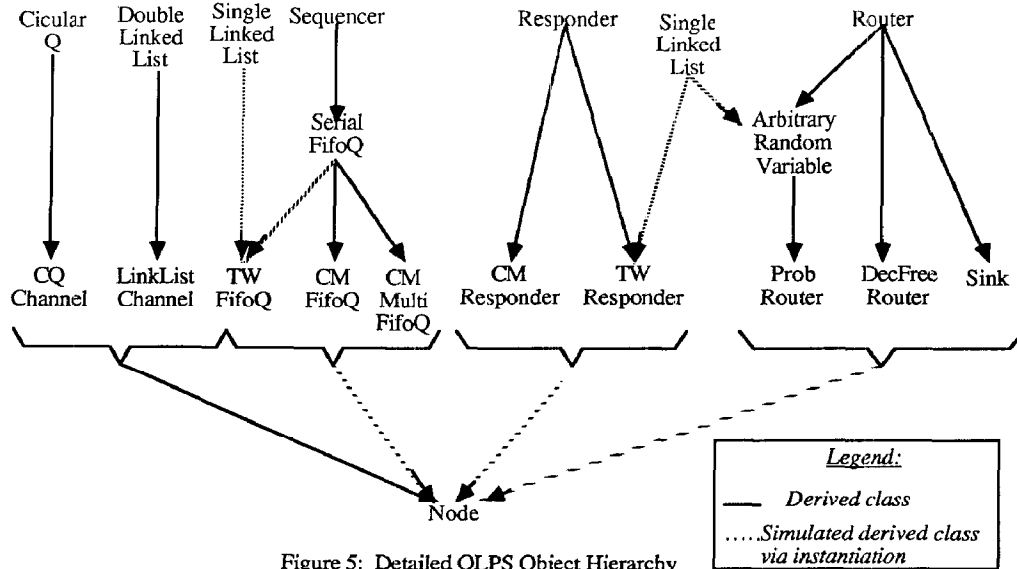 Cicular
Q
Double
Linked
List
Single
Linked
List
Sequencer
Responder
Single
Linked
List
Router
Serial
FifoQ
Arbitrary
Random
Variable
CQ
Channel
LinkList
Channel
TW
FifoQ
CM
FifoQ
CM
Multi
FifoQ
CM
Responder
TW
Responder
Prob
Router
DecFree
Router
Sink
Node
Legend:
Derived class
.....Simulated derived class
via instantiation
Figure 5: Detailed OLPS Object Hierarchy